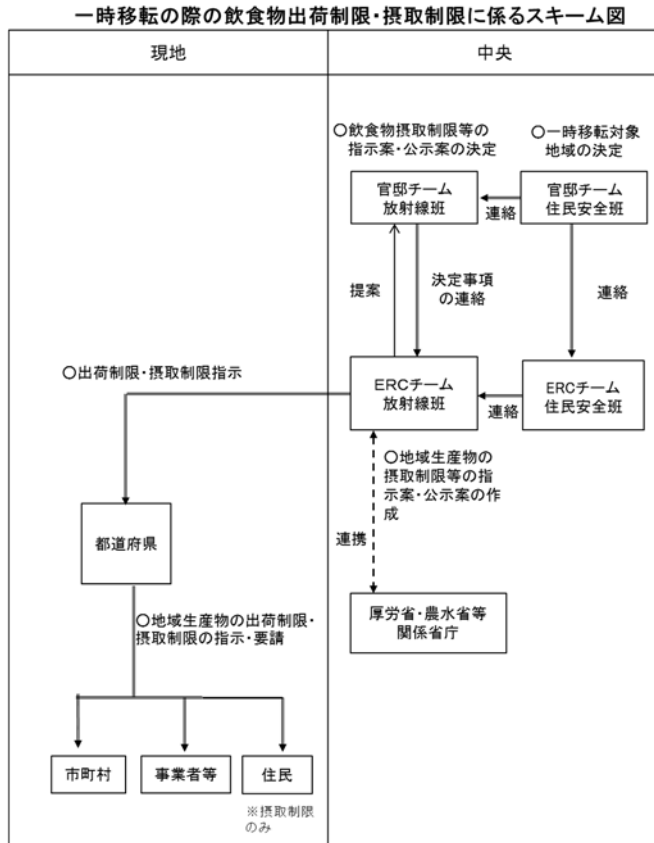 一時移転の際の飲食物出荷制限・摂取制限に係るスキーム図
現地
中央
○飲食物摂取制限等の
指示案・公示案の決定
○一時移転対象
地域の決定
官邸チーム
放射線班
連絡
官邸チーム
住民安全班
提案
決定事項
の連絡
連絡
○出荷制限・摂取制限指示
ERCチーム
放射線班
連絡
ERCチーム
住民安全班
○地域生産物の
摂取制限等の指
示案・公示案の作
成
都道府県
連携
○地域生産物の出荷制限・
摂取制限の指示・要請
厚労省・農水省等
関係省庁
市町村
事業者等
住民
※摂取制限
のみ